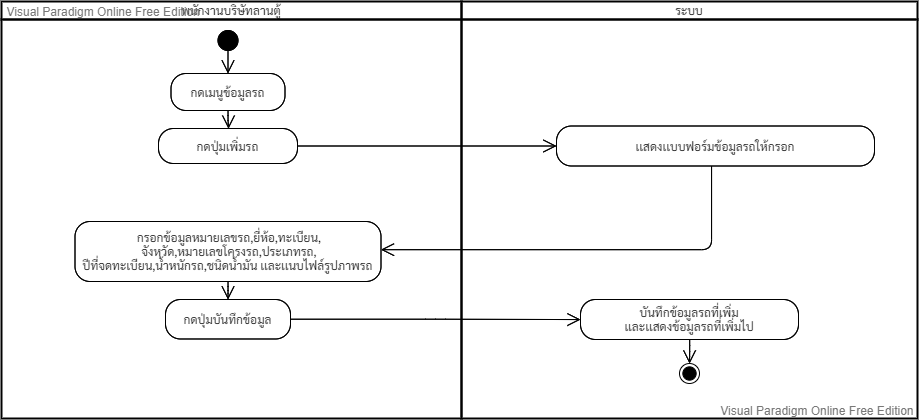 Visual Paradigm Online Free Edition
พนักงานบริษัทลานตู้
ระบบ
กดเมนูข้อมูลรถ
กดปุ่มเพิ่มรถ
แสดงแบบฟอร์มข้อมูลรถให้กรอก
กรอกข้อมูลหมายเลขรถ,ยี่ห้อ,ทะเบียน,
จังหวัด,หมายเลขโครงรถ,ประเภทรถ,
ปีที่จดทะเบียน,น้ำหนักรถ,ชนิดน้ำมัน และแนบไฟล์รูปภาพรถ
กดปุ่มบันทึกข้อมูล
บันทึกข้อมูลรถที่เพิ่ม
และแสดงข้อมูลรถที่เพิ่มไป
Visual Paradigm Online Free Edition